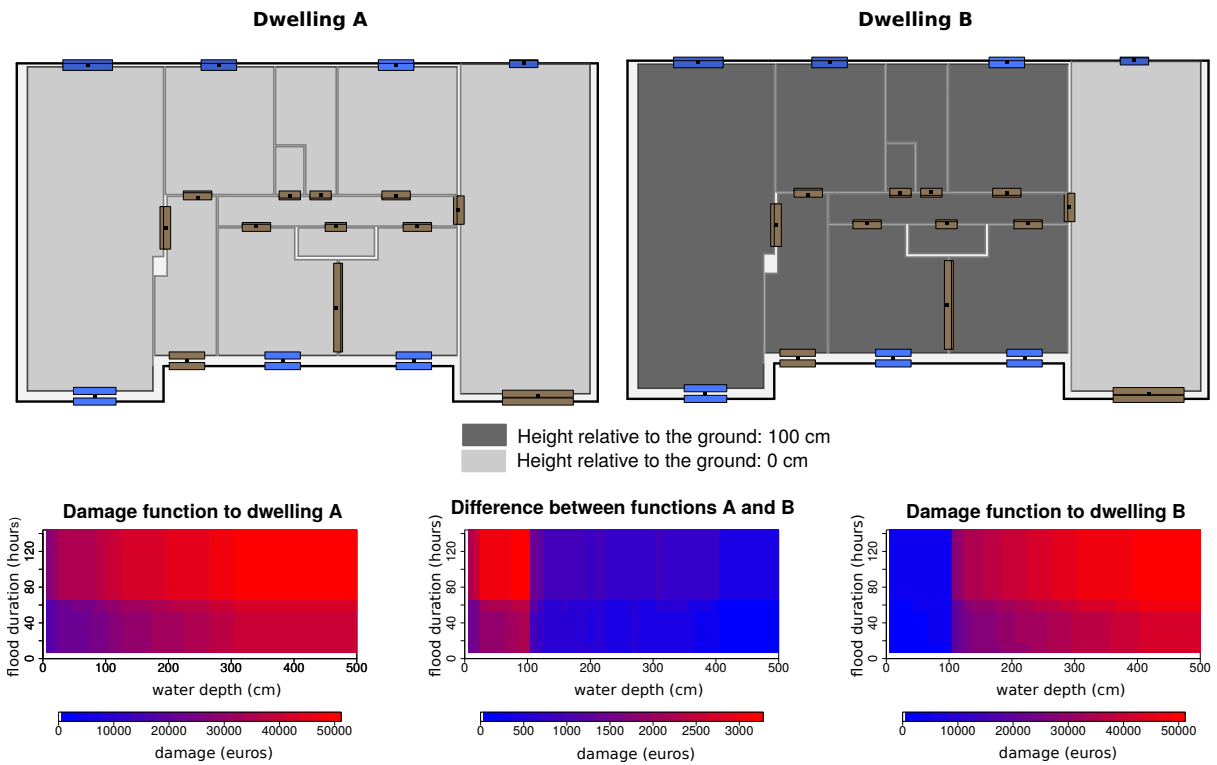 Dwelling A
Dwelling B
Height relative to the ground: 100 cm
Height relative to the ground: 0 cm
Damage function to dwelling A
flood duration (hours)
0 40 80 120
0 100 200 300 400 500
water depth (cm)
0 10000 20000 30000 40000 50000
damage (euros)
Difference between functions A and B
flood duration (hours)
0 40 80 120
0 100 200 300 400 500
water depth (cm)
0 500 1000 1500 2000 2500 3000
damage (euros)
Damage function to dwelling B
flood duration (hours)
0 40 80 120
0 100 200 300 400 500
water depth (cm)
0 10000 20000 30000 40000 50000
damage (euros)